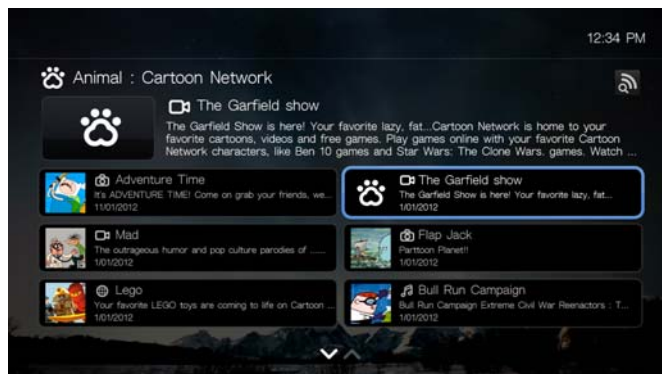 12:34 PM
Animal : Cartoon Network
The Garfield show
The Garfield Show is here! Your favorite lazy, fat...Cartoon Network is home to your
favorite cartoons, videos and free games. Play games online with your favorite Cartoon
Network characters, like Ben 10 games and Star Wars: The Clone Wars. games. Watch ...
Adventure Time
It's ADVENTURE TIME! Come on grab your friends, we...
11/01/2012
The Garfield show
The Garfield Show is here! Your favorite lazy, fat...
1/01/2012
Mad
The outrageous humor and pop culture parodies of ......
1/01/2012
Flap Jack
Parttoon Planet!!
1/01/2012
Lego
Your favorite LEGO toys are coming to life on Cartoon ...
1/01/2012
Bull Run Campaign
Bull Run Campaign Extreme Civil War Reenactors : T...
1/01/2012